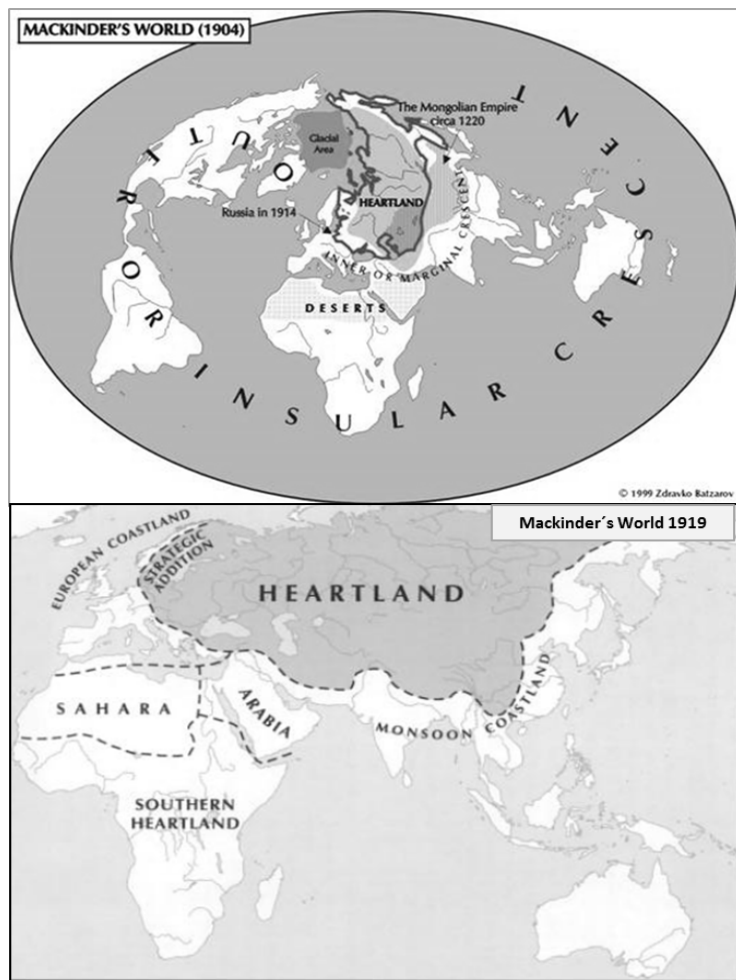 MACKINDER'S WORLD (1904)
The Mongolian Empire
circa 1220
Glacial
Area
HEARTLAND
Russia in 1914
INNER OR MARGINAL CRESCENT
DESERTS
OUTER OR INSULAR CRESCENT
© 1999 Zdravko Batzarov
Mackinder´s World 1919
EUROPEAN COASTLAND
STRATEGIC
ADDITION
HEARTLAND
SAHARA
ARABIA
MONSOON COASTLAND
SOUTHERN
HEARTLAND